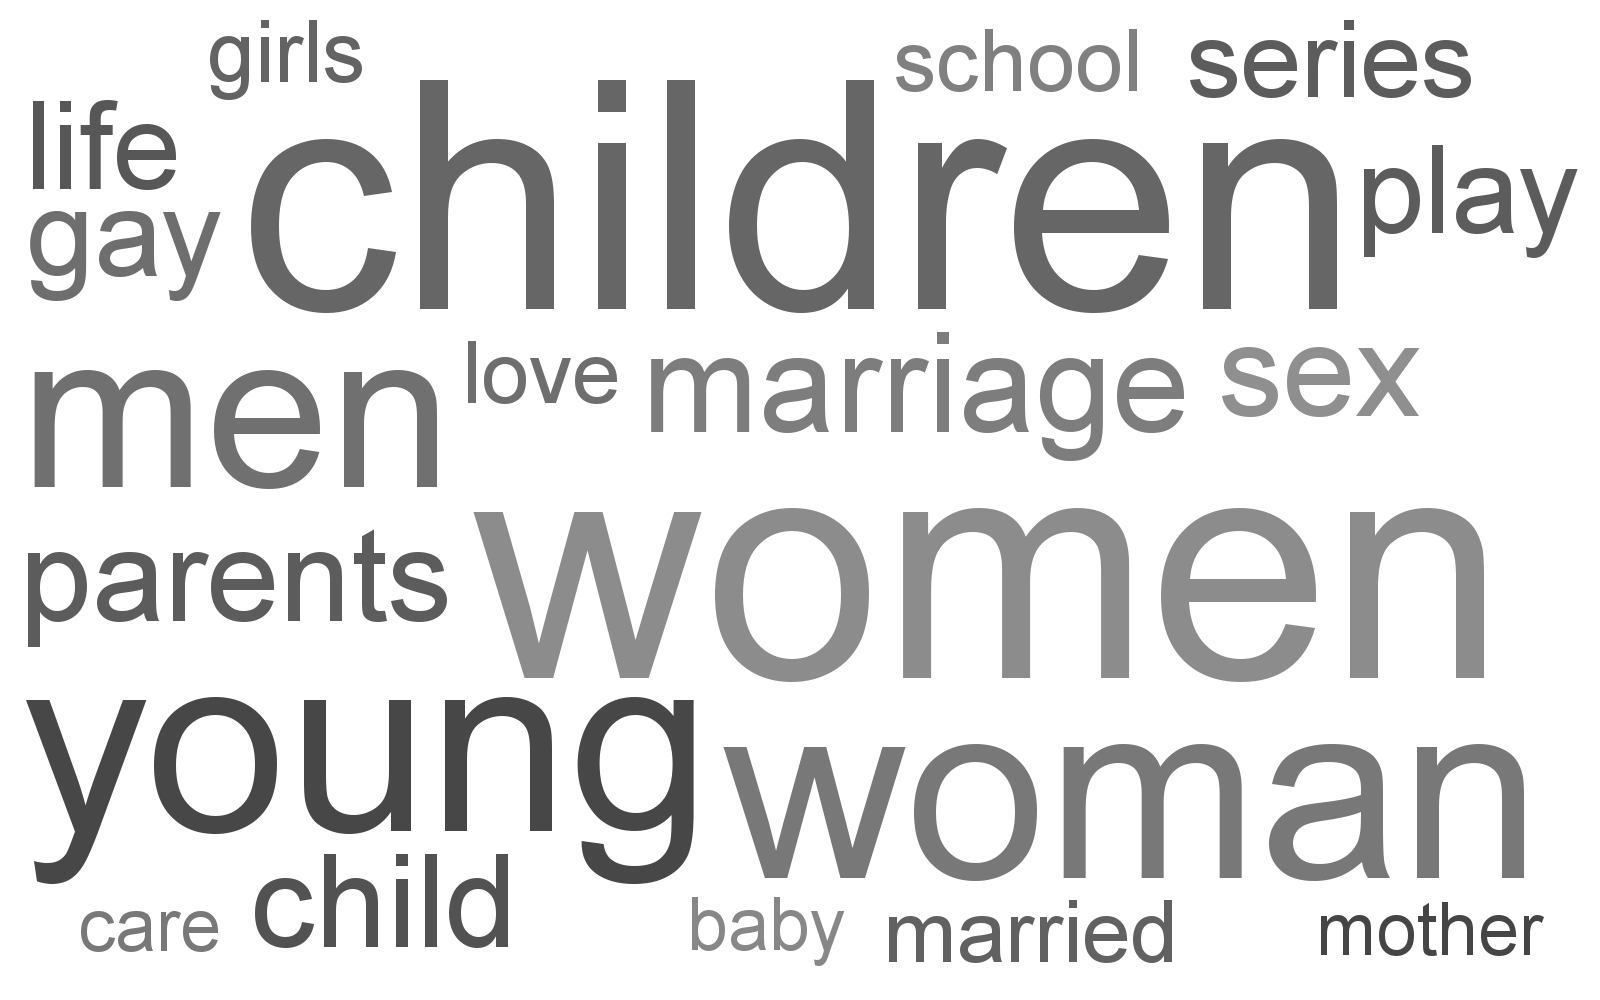 girls
school
series
life
children
play
gay
men
love
marriage
sex
parents
women
young
woman
care
child
baby
married
mother